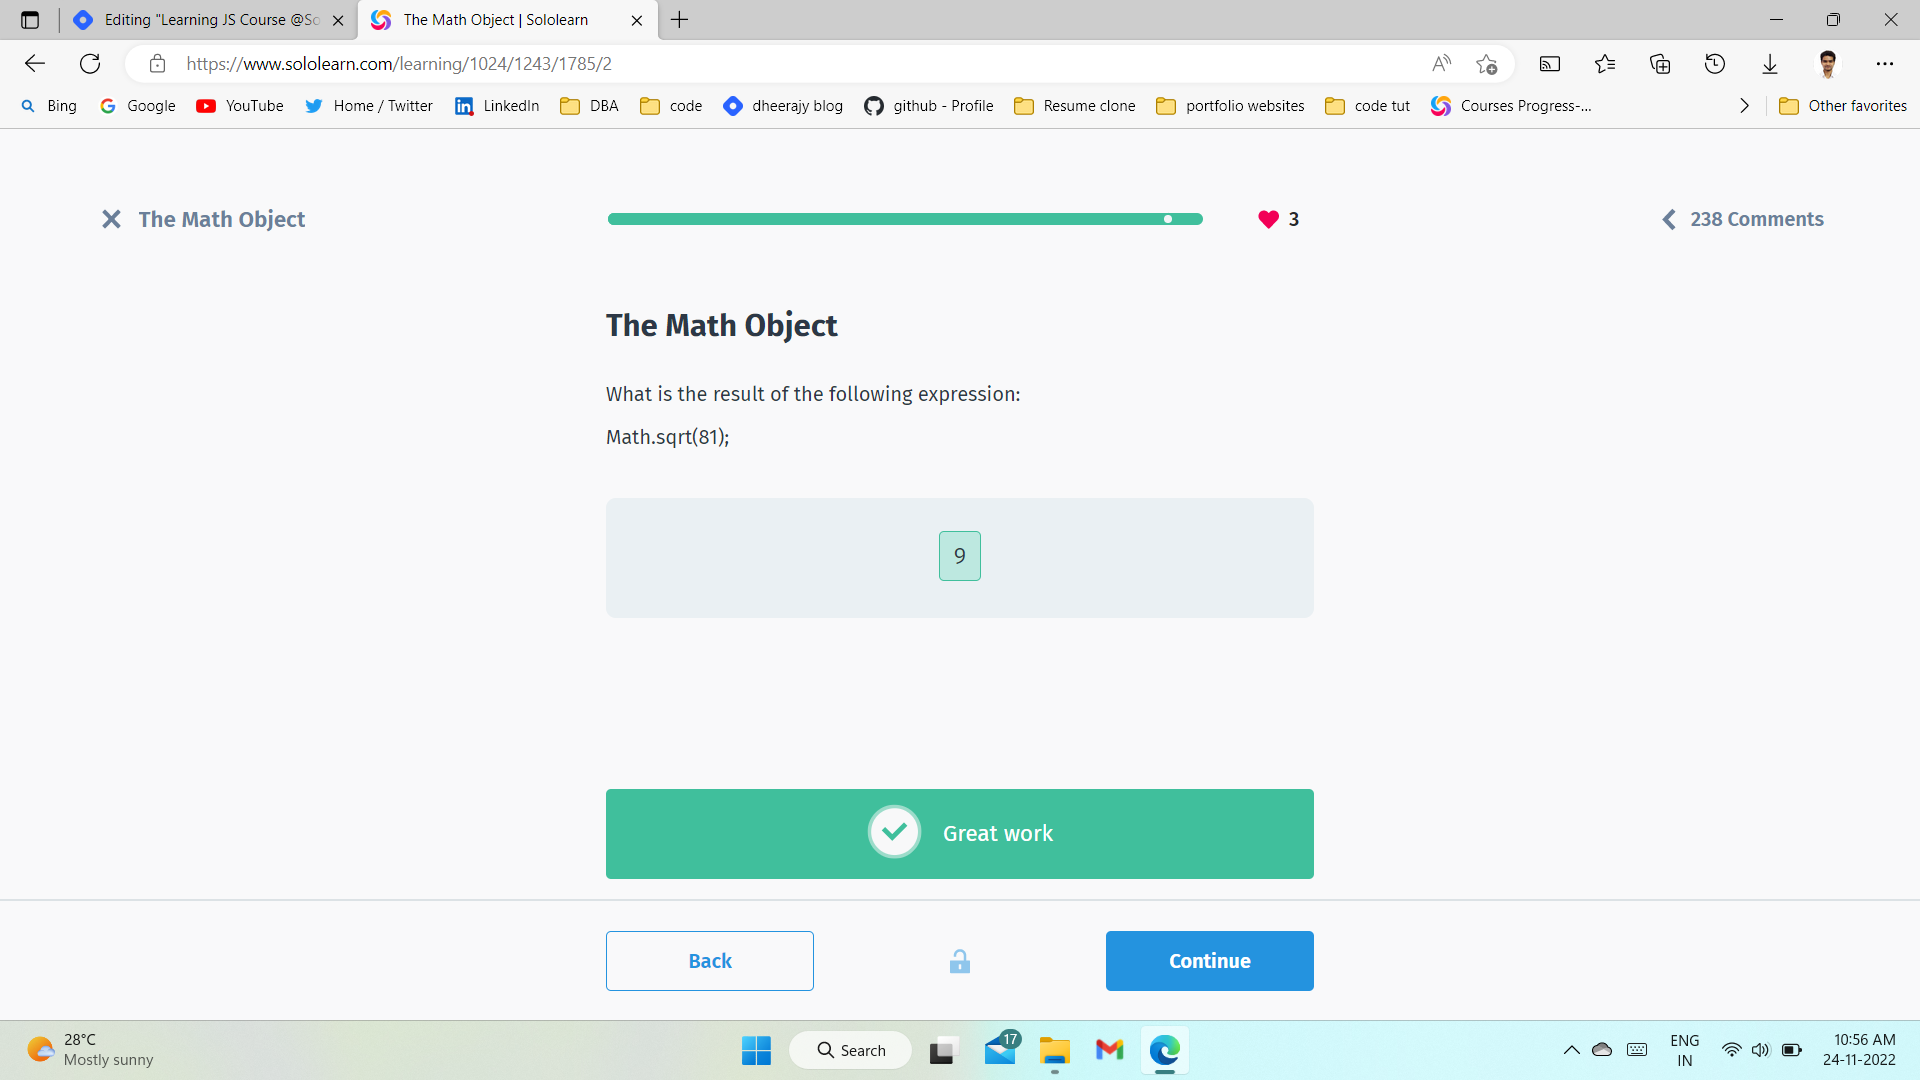 Editing "Learning JS Course @So
The Math Object | Sololearn
https://www.sololearn.com/learning/1024/1243/1785/2
Bing Google YouTube Home / Twitter LinkedIn DBA code dheerajy blog github - Profile Resume clone portfolio websites code tut Courses Progress-... Other favorites
The Math Object
3
238 Comments
The Math Object
What is the result of the following expression:
Math.sqrt(81);
9
Great work
Back
Continue
28°C
Mostly sunny
Search
17
ENG
IN
10:56 AM
24-11-2022